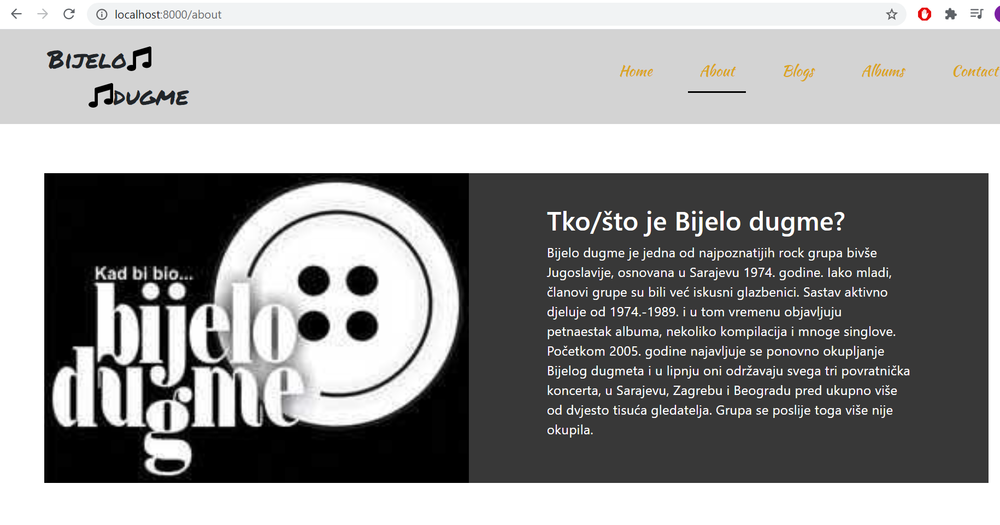 localhost:8000/about
Bijelo
dugme
Home About Blogs Albums Contact
Kad bi bio...
bijelo
dugme
Tko/što je Bijelo dugme?
Bijelo dugme je jedna od najpoznatijih rock grupa bivše
Jugoslavije, osnovana u Sarajevu 1974. godine. Iako mladi,
članovi grupe su bili već iskusni glazbenici. Sastav aktivno
djeluje od 1974.-1989. i u tom vremenu objavljuju
petnaestak albuma, nekoliko kompilacija i mnoge singlove.
Početkom 2005. godine najavljuje se ponovno okupljanje
Bijelog dugmeta i u lipnju oni održavaju svega tri povratnička
koncerta, u Sarajevu, Zagrebu i Beogradu pred ukupno više
od dvjesto tisuća gledatelja. Grupa se poslije toga više nije
okupila.